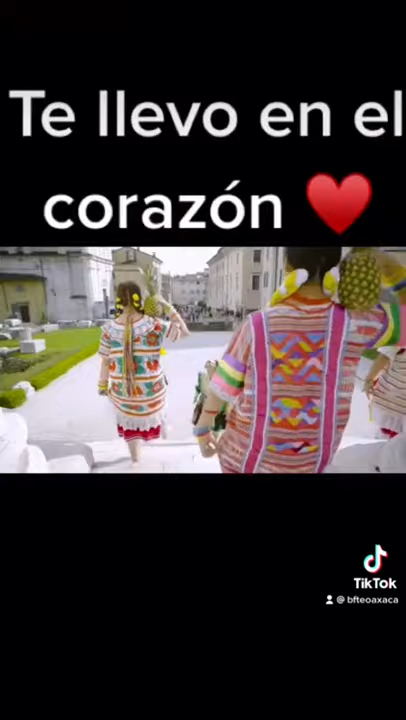 Te llevo en el
corazón ♥️
TikTok
@ bfteoaxaca